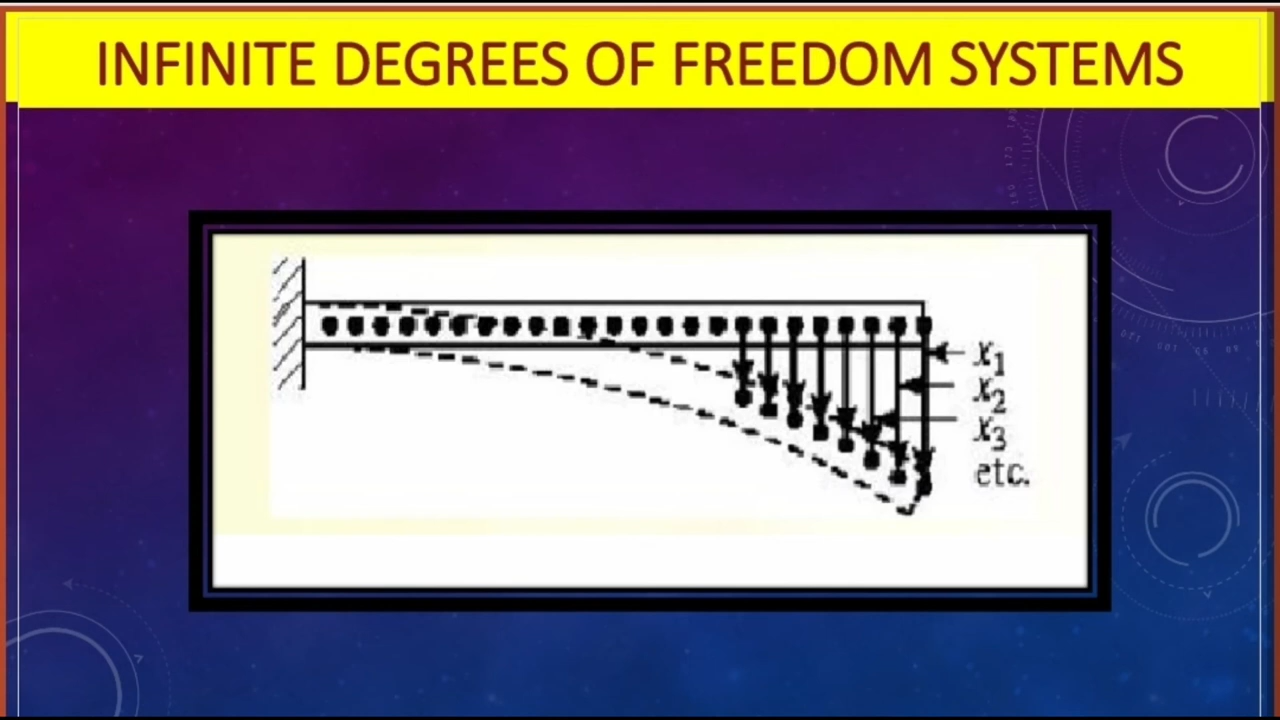 INFINITE DEGREES OF FREEDOM SYSTEMS
x1
x2
x3
etc.